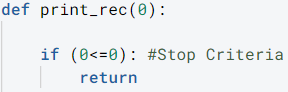 def print_rec(0):
if (0<=0): #Stop Criteria
return